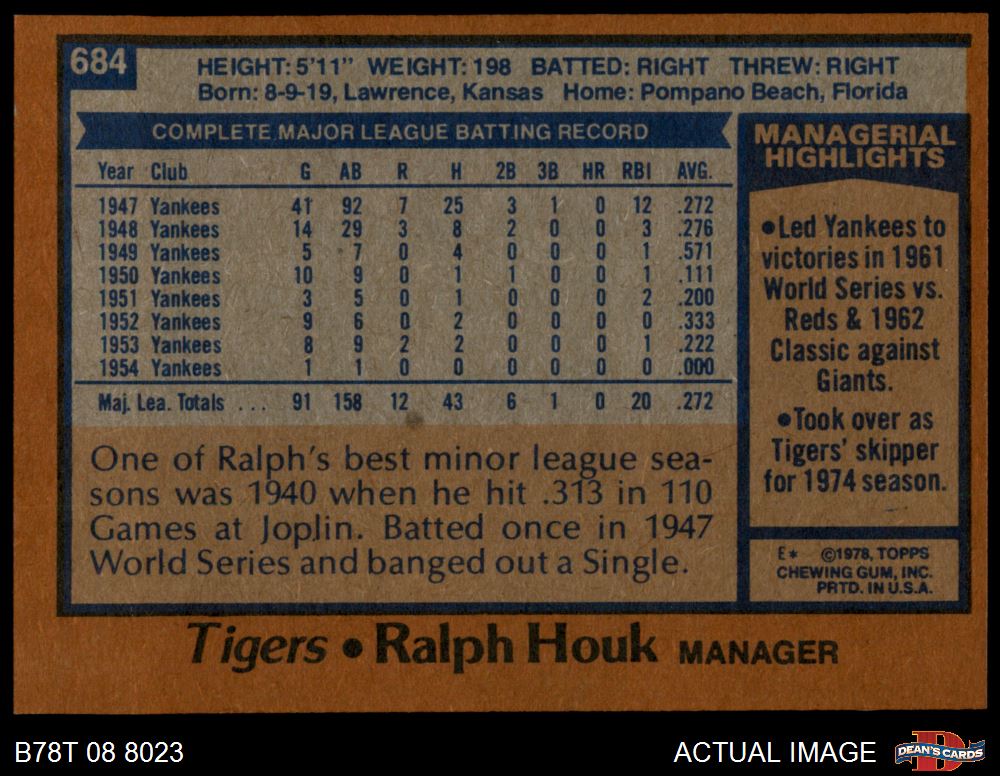 684
HEIGHT: 5'11" WEIGHT: 198 BATTED: RIGHT THREW: RIGHT
Born: 8-9-19, Lawrence, Kansas Home: Pompano Beach, Florida
COMPLETE MAJOR LEAGUE BATTING RECORD
Year Club G AB R H 2B 3B HR RBI AVG.
1947 Yankees 41 92 7 25 3 1 0 12 .272
1948 Yankees 14 29 3 8 2 0 0 3 .276
1949 Yankees 5 7 0 4 0 0 0 1 .571
1950 Yankees 10 9 0 1 1 0 0 1 .111
1951 Yankees 3 5 0 1 0 0 0 2 .200
1952 Yankees 9 6 0 2 0 0 0 0 .333
1953 Yankees 8 9 2 2 0 0 0 1 .222
1954 Yankees 1 1 0 0 0 0 0 0 .000
Maj. Lea. Totals ... 91 158 12 43 6 1 0 20 .272
One of Ralph's best minor league sea-
sons was 1940 when he hit .313 in 110
Games at Joplin. Batted once in 1947
World Series and banged out a Single.
MANAGERIAL
HIGHLIGHTS
•Led Yankees to
victories in 1961
World Series vs.
Reds & 1962
Classic against
Giants.
•Took over as
Tigers' skipper
for 1974 season.
E* ©1978, TOPPS
CHEWING GUM, INC.
PRTD. IN U.S.A.
Tigers • Ralph Houk MANAGER
B78T 08 8023
ACTUAL IMAGE
DEAN'S CARDS